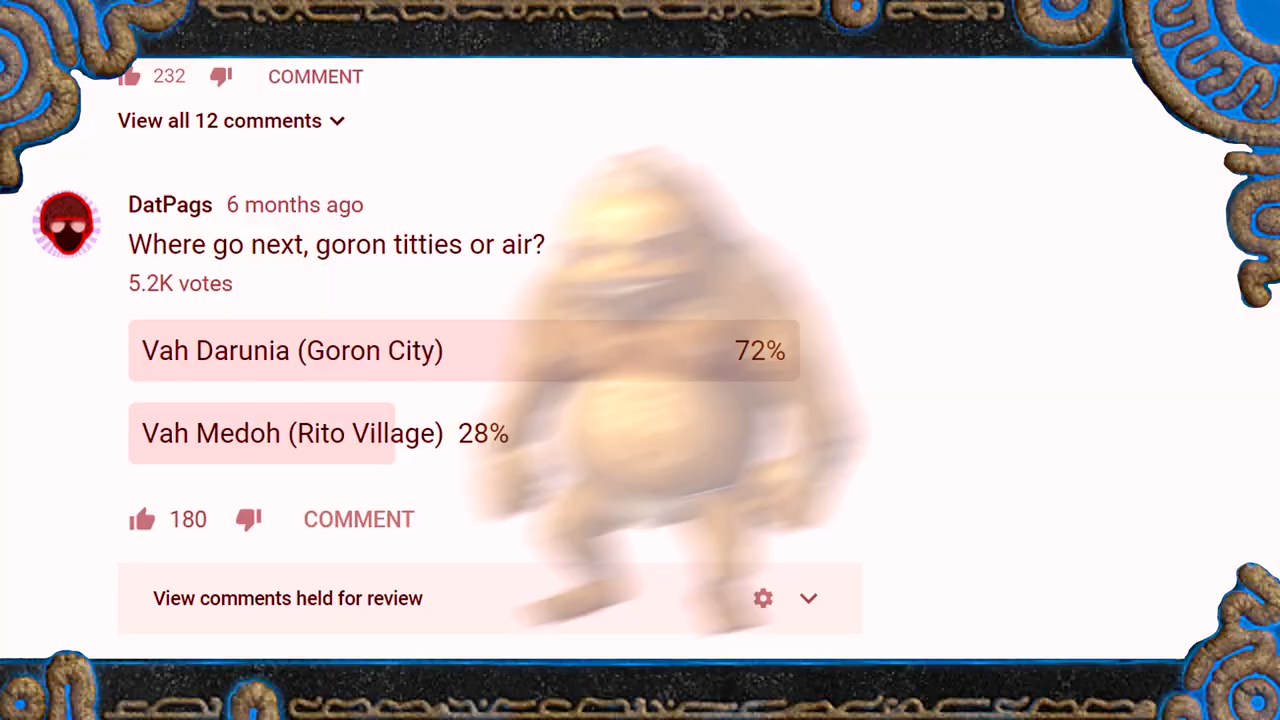 232 COMMENT
View all 12 comments
DatPags 6 months ago
Where go next, goron titties or air?
5.2K votes
Vah Darunia (Goron City) 72%
Vah Medoh (Rito Village) 28%
180 COMMENT
View comments held for review